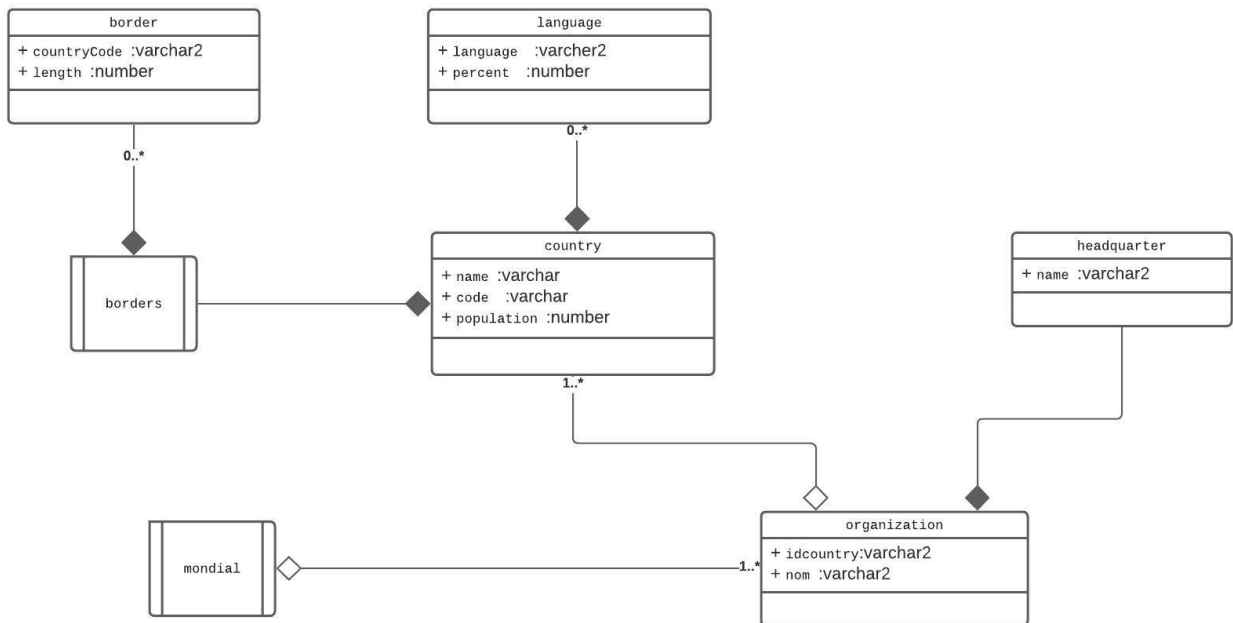 border
+ countrycode :varchar2
+ length :number
0..*
language
+ language :varcher2
+ percent :number
0..*
borders
country
+ name :varchar
+ code :varchar
+ population :number
1..*
headquarter
+ name :varchar2
mondial
1..*
organization
+ idcountry:varchar2
+ nom :varchar2